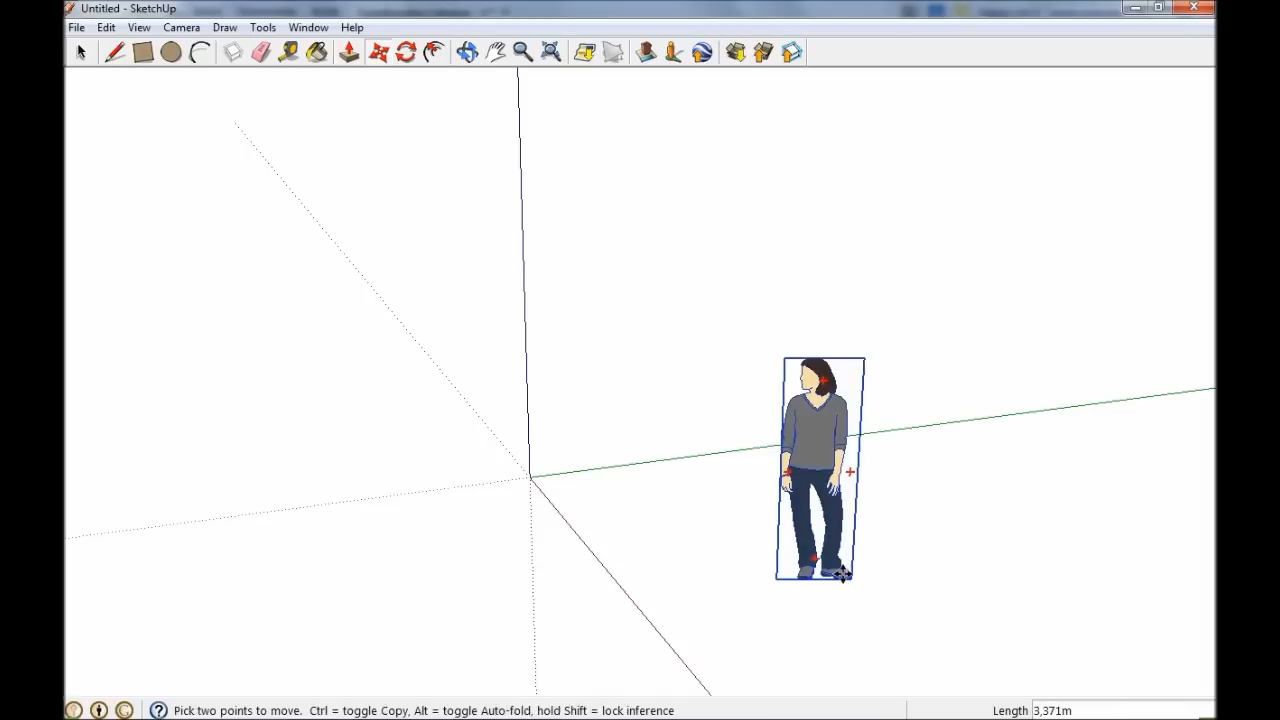 Untitled - SketchUp
File Edit View Camera Draw Tools Window Help
Pick two points to move. Ctrl = toggle Copy, Alt = toggle Auto-fold, hold Shift = lock inference
Length 3,371m